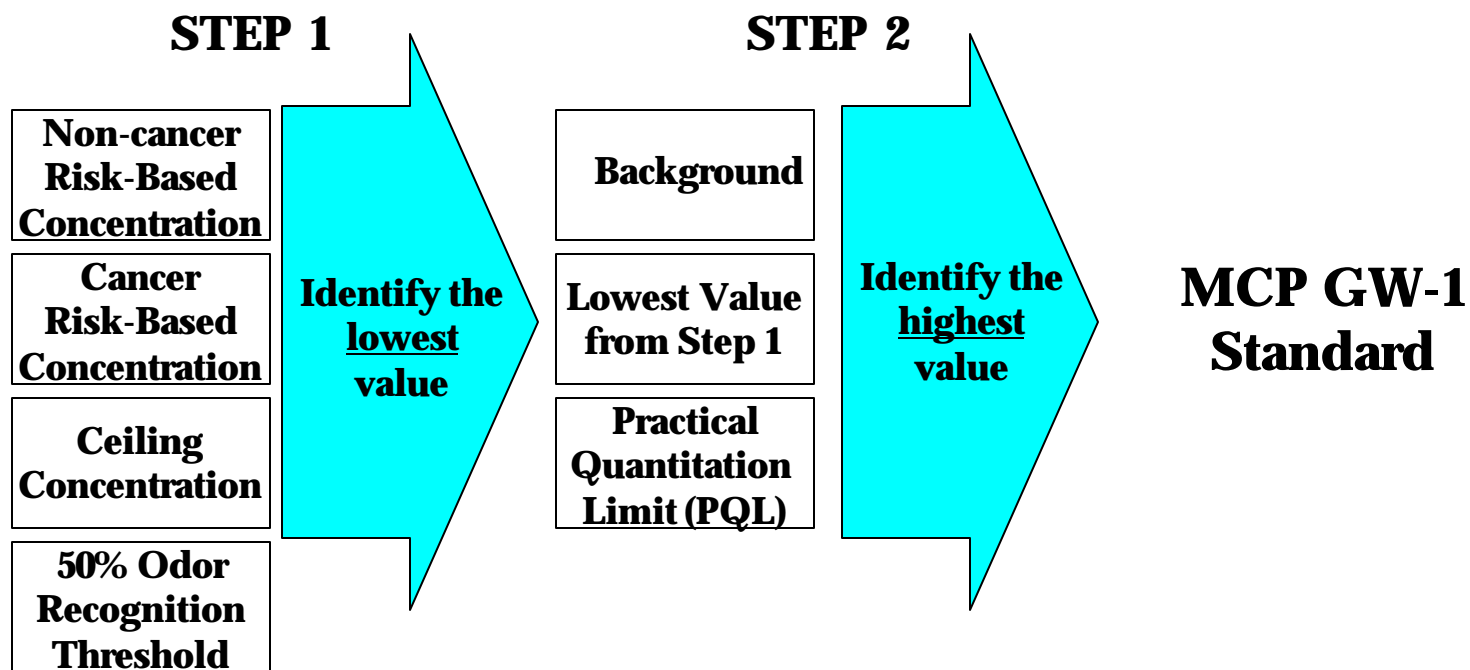 STEP 1
Non-cancer
Risk-Based
Concentration
Cancer
Risk-Based
Concentration
Ceiling
Concentration
50% Odor
Recognition
Threshold
Identify the
lowest
value
STEP 2
Background
Lowest Value
from Step 1
Practical
Quantitation
Limit (PQL)
Identify the
highest
value
MCP GW-1
Standard